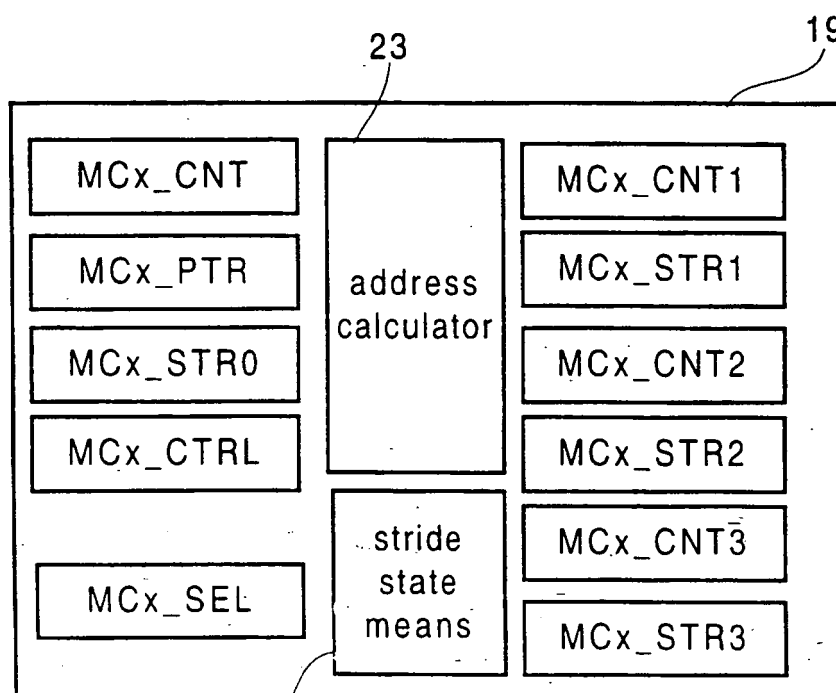 23
19
MCx_CNT
MCx_PTR
MCx_STR0
MCx_CTRL
MCx_SEL
address
calculator
stride
state
means
MCx_CNT1
MCx_STR1
MCx_CNT2
MCx_STR2
MCx_CNT3
MCx_STR3